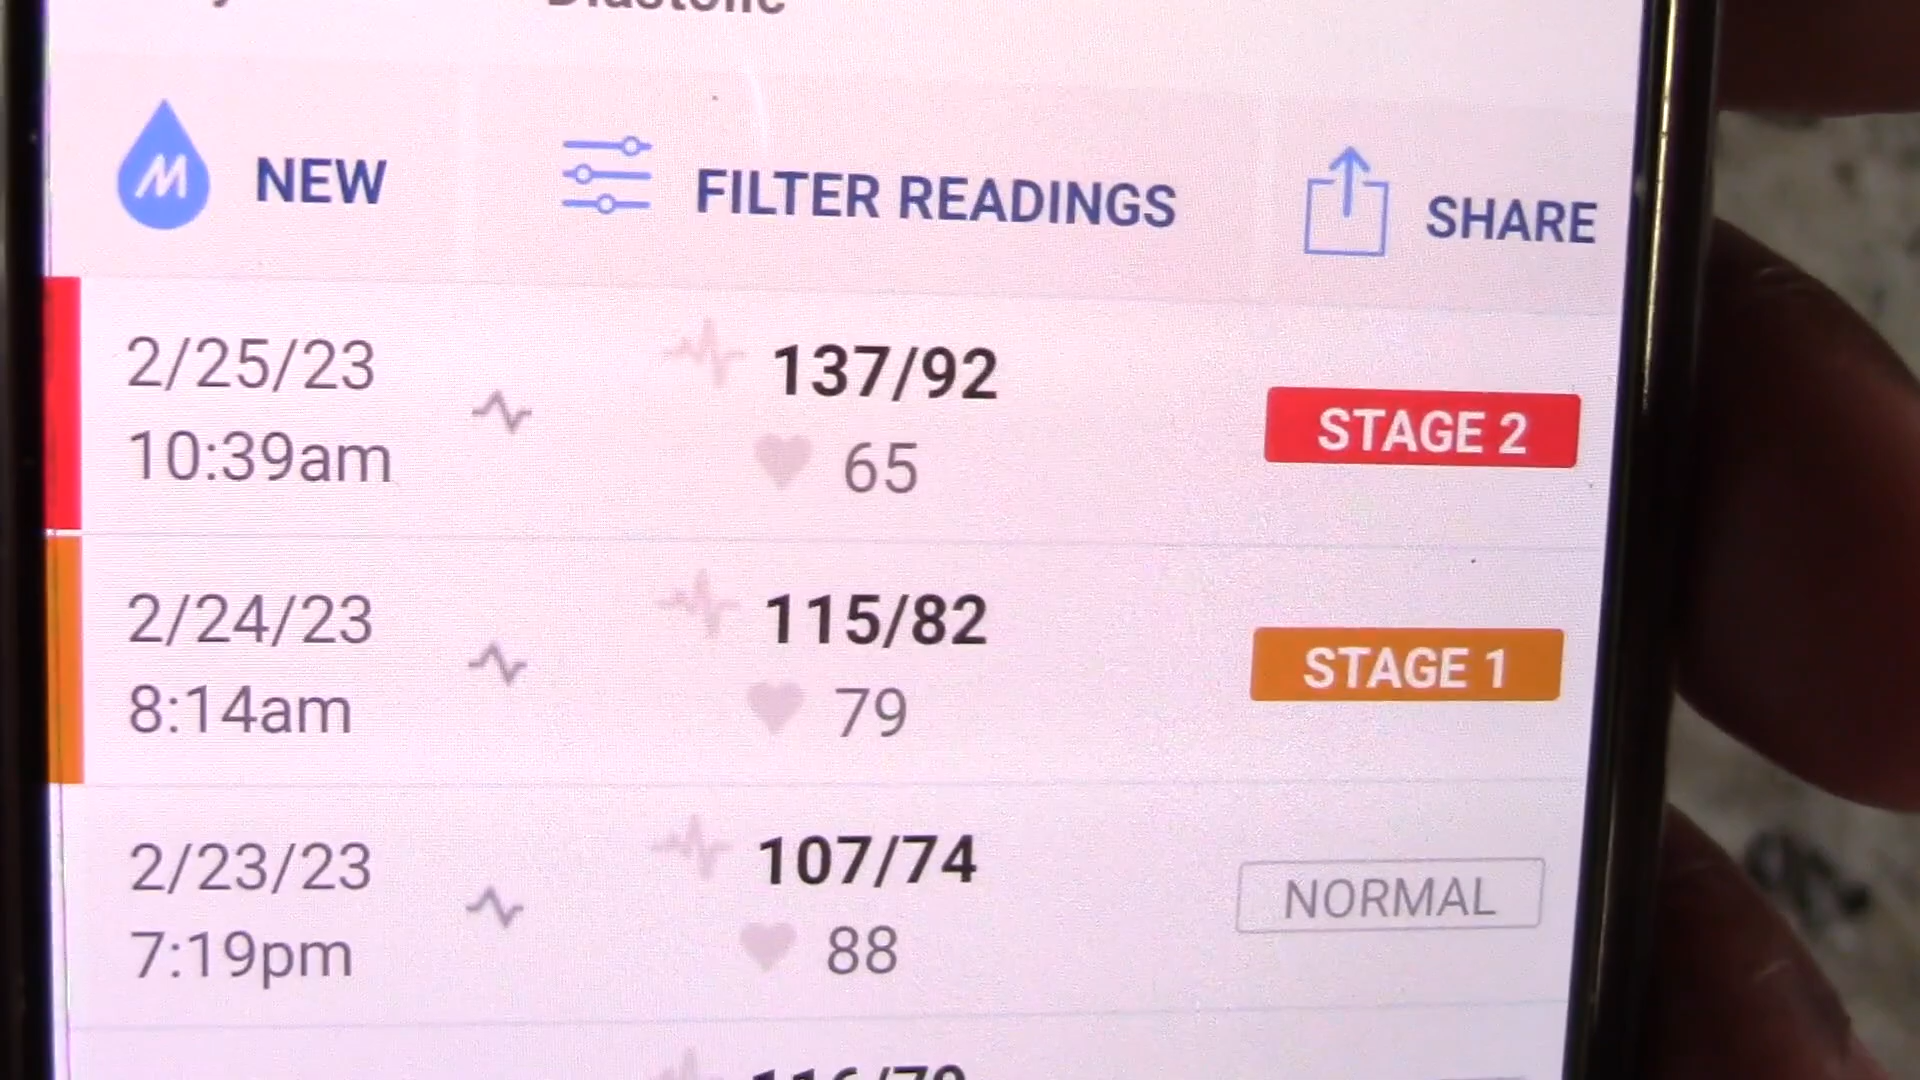 Diastolic
NEW
FILTER READINGS
SHARE
2/25/23
137/92
10:39am
65
STAGE 2
2/24/23
115/82
8:14am
79
STAGE 1
2/23/23
107/74
7:19pm
88
NORMAL